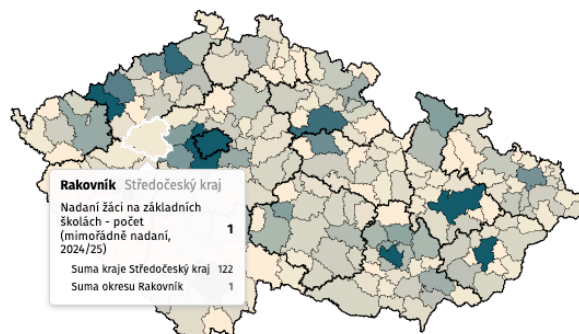 Rakovník Středočeský kraj
Nadaní žáci na základních
školách - počet
(mimořádně nadaní,
2024/25) 1
Suma kraje Středočeský kraj 122
Suma okresu Rakovník 1